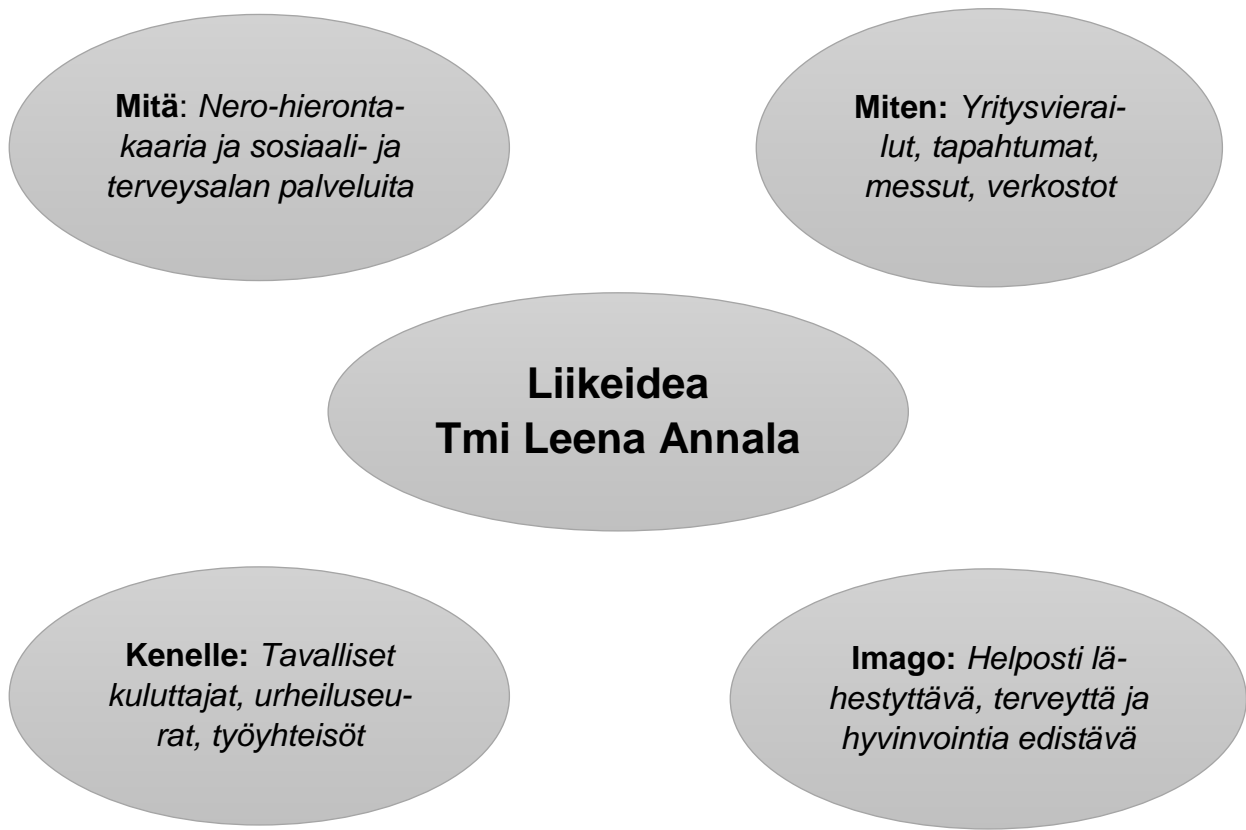 Mitä: Nero-hieronta-
kaaria ja sosiaali- ja
terveysalan palveluita
Miten: Yritysvierai-
lut, tapahtumat,
messut, verkostot
Liikeidea
Tmi Leena Annala
Kenelle: Tavalliset
kuluttajat, urheiluseu-
rat, työyhteisöt
Imago: Helposti lä-
hestyttävä, terveyttä ja
hyvinvointia edistävä